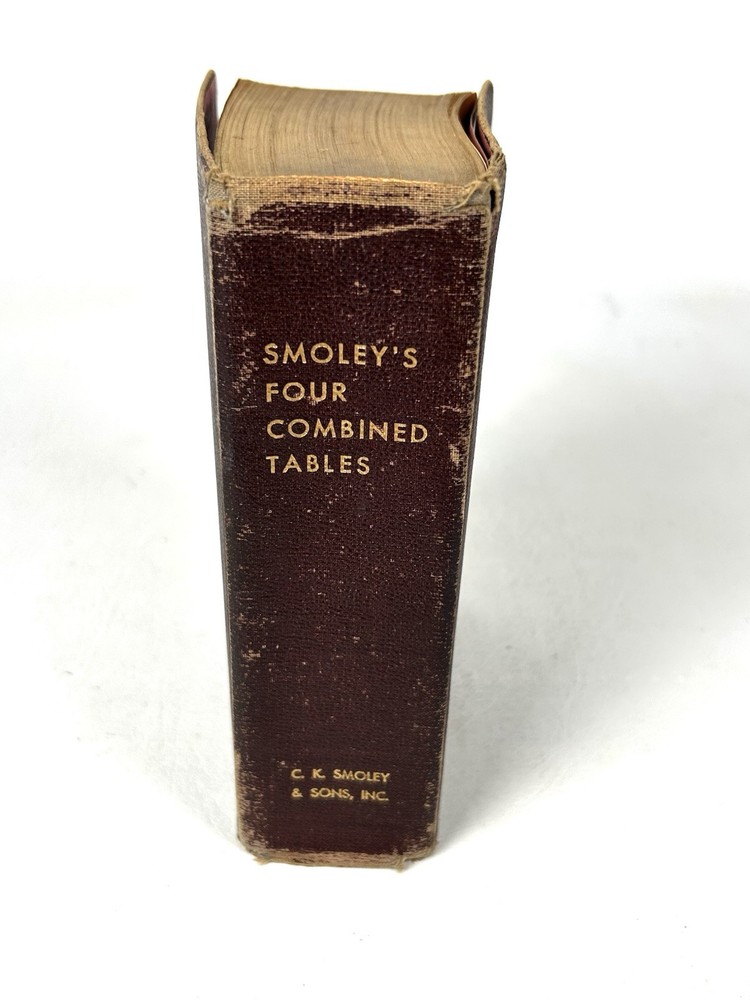 SMOLEY'S
FOUR
COMBINED
TABLES
C. K. SMOLEY
& SONS, INC.